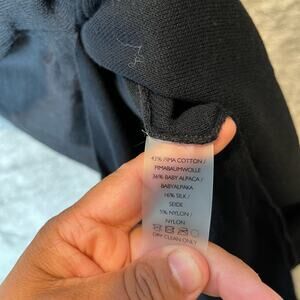 43% PIMA COTTON /
PIMABAUMWOLLE
36% BABY ALPACA /
BABYALPAKA
16% SILK /
SEIDE
5% NYLON /
NYLON
DRY CLEAN ONLY